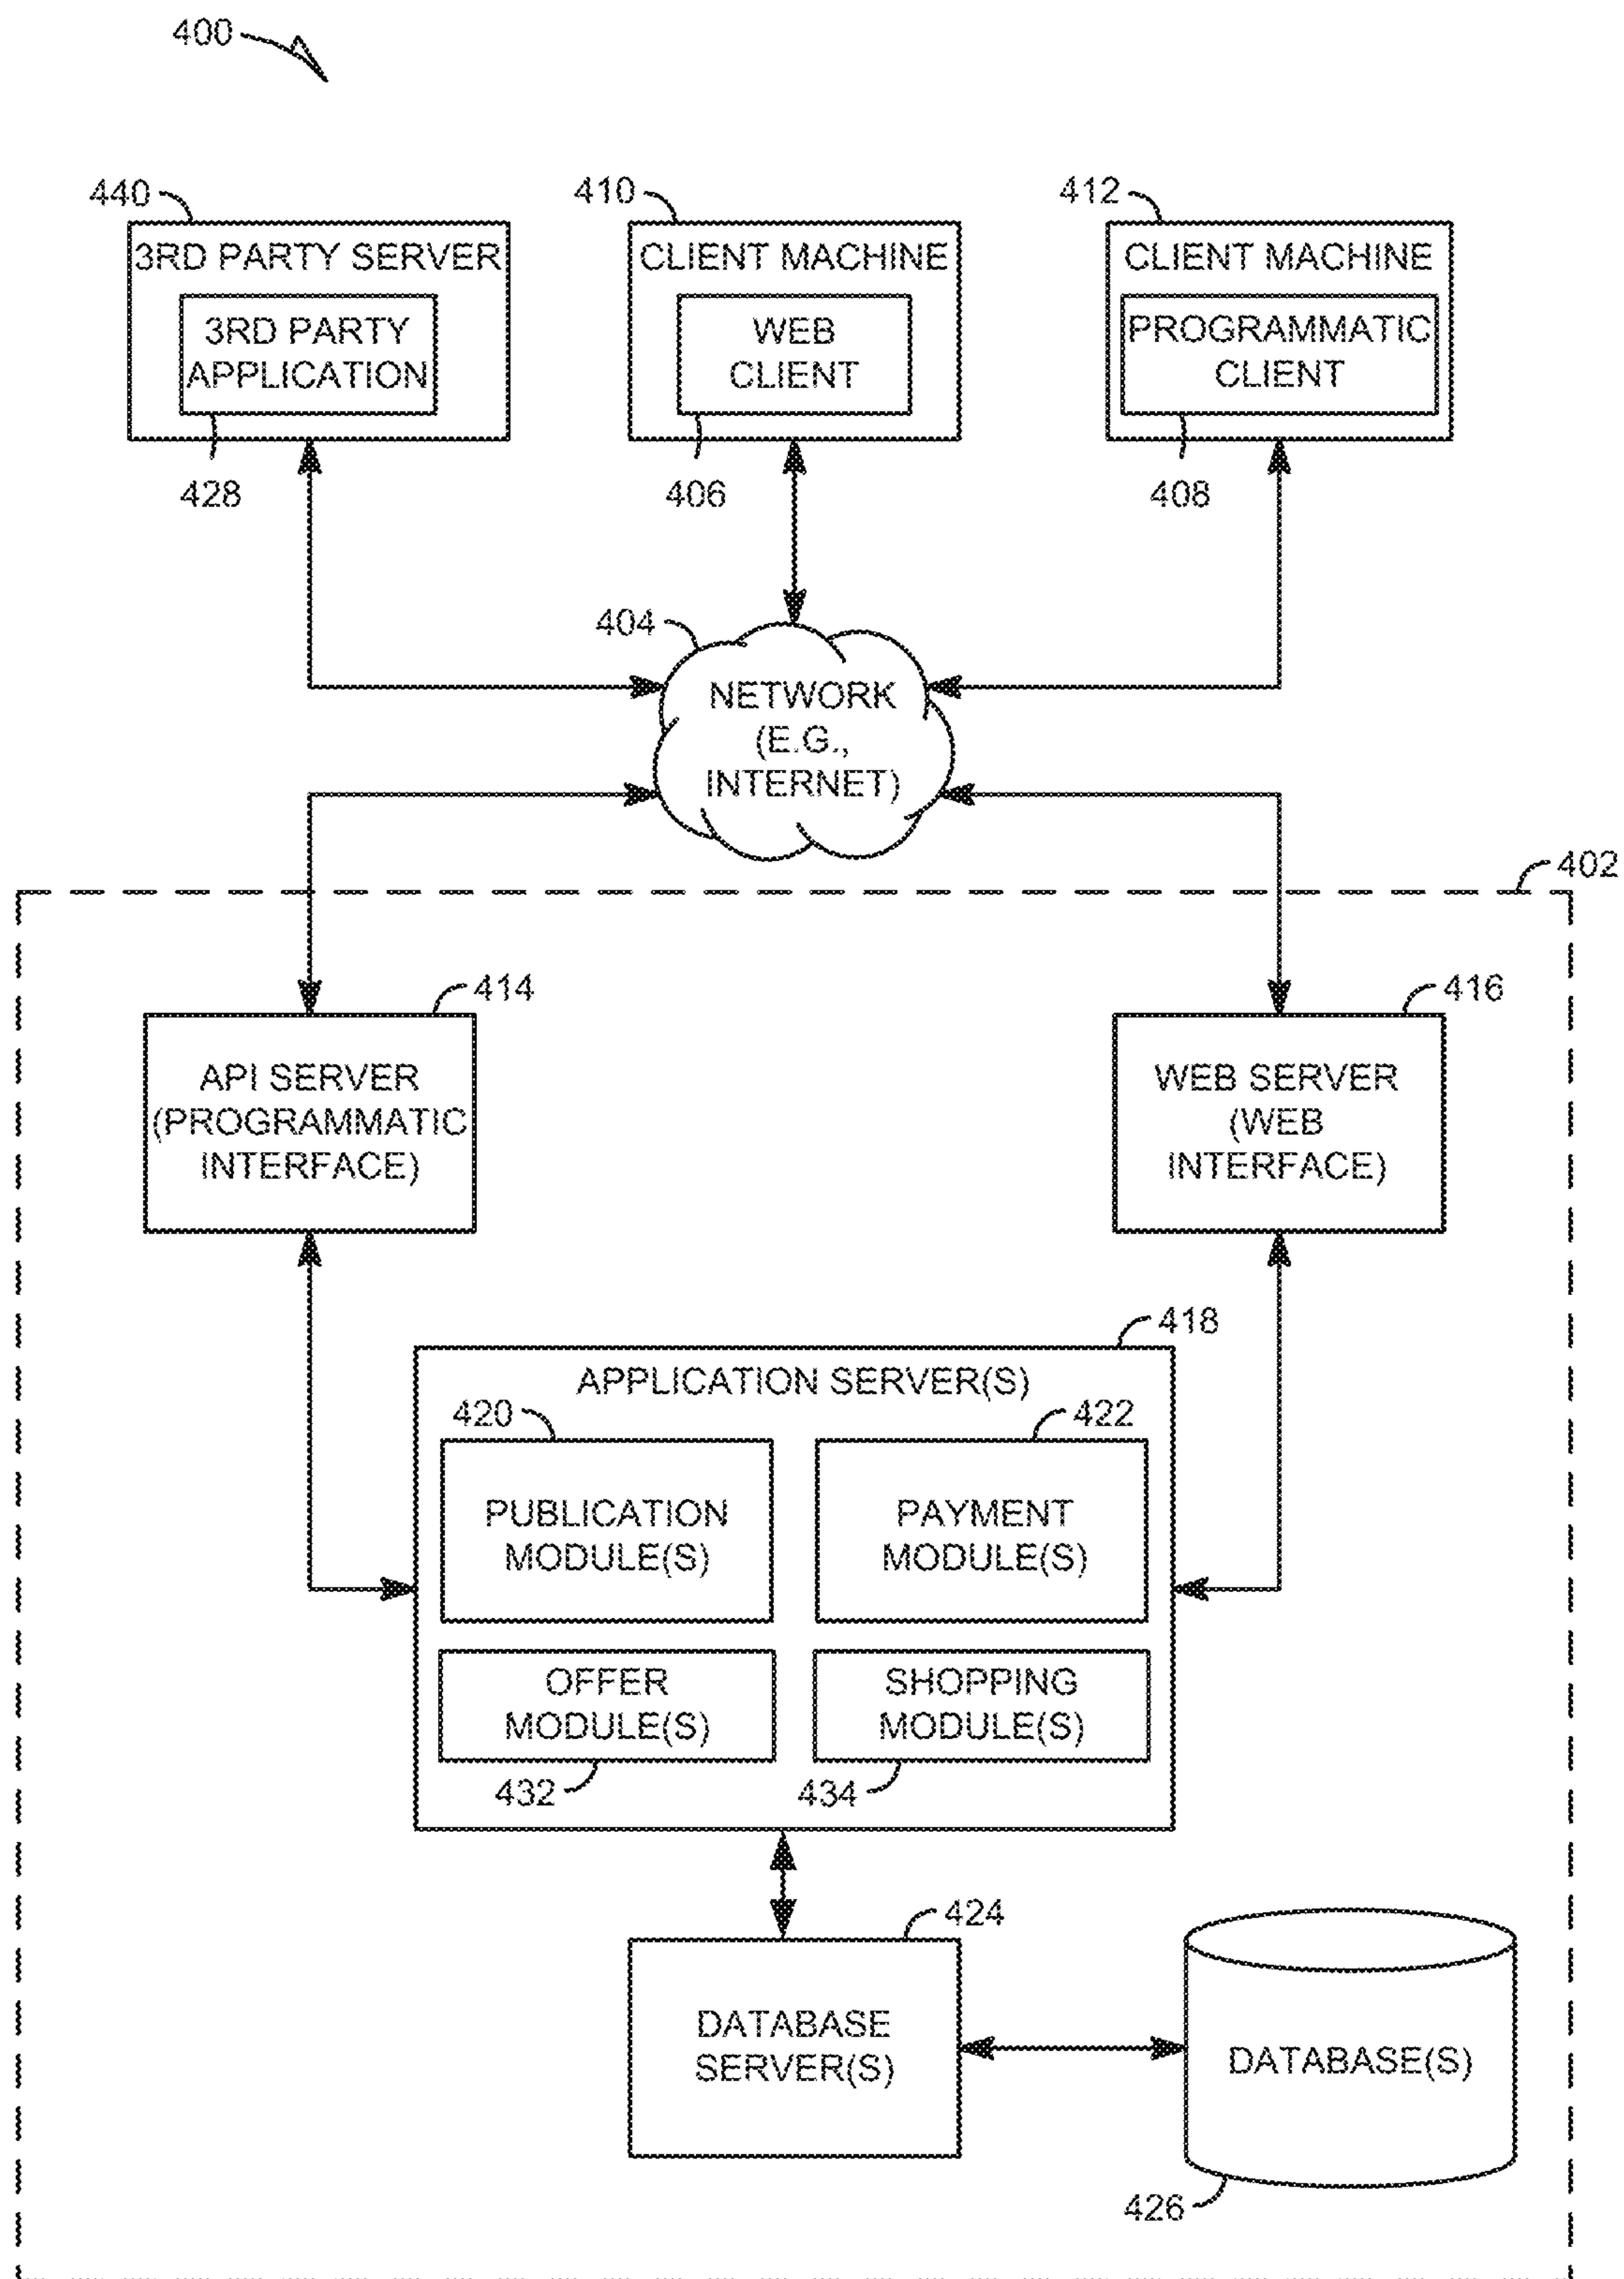 400
440
410
412
3RD PARTY SERVER
3RD PARTY
APPLICATION
428
CLIENT MACHINE
WEB
CLIENT
406
CLIENT MACHINE
PROGRAMMATIC
CLIENT
408
404
NETWORK
(E.G.,
INTERNET)
402
414
API SERVER
(PROGRAMMATIC
INTERFACE)
416
WEB SERVER
(WEB
INTERFACE)
418
APPLICATION SERVER(S)
420
PUBLICATION
MODULE(S)
422
PAYMENT
MODULE(S)
OFFER
MODULE(S)
432
SHOPPING
MODULE(S)
434
424
DATABASE
SERVER(S)
DATABASE(S)
426